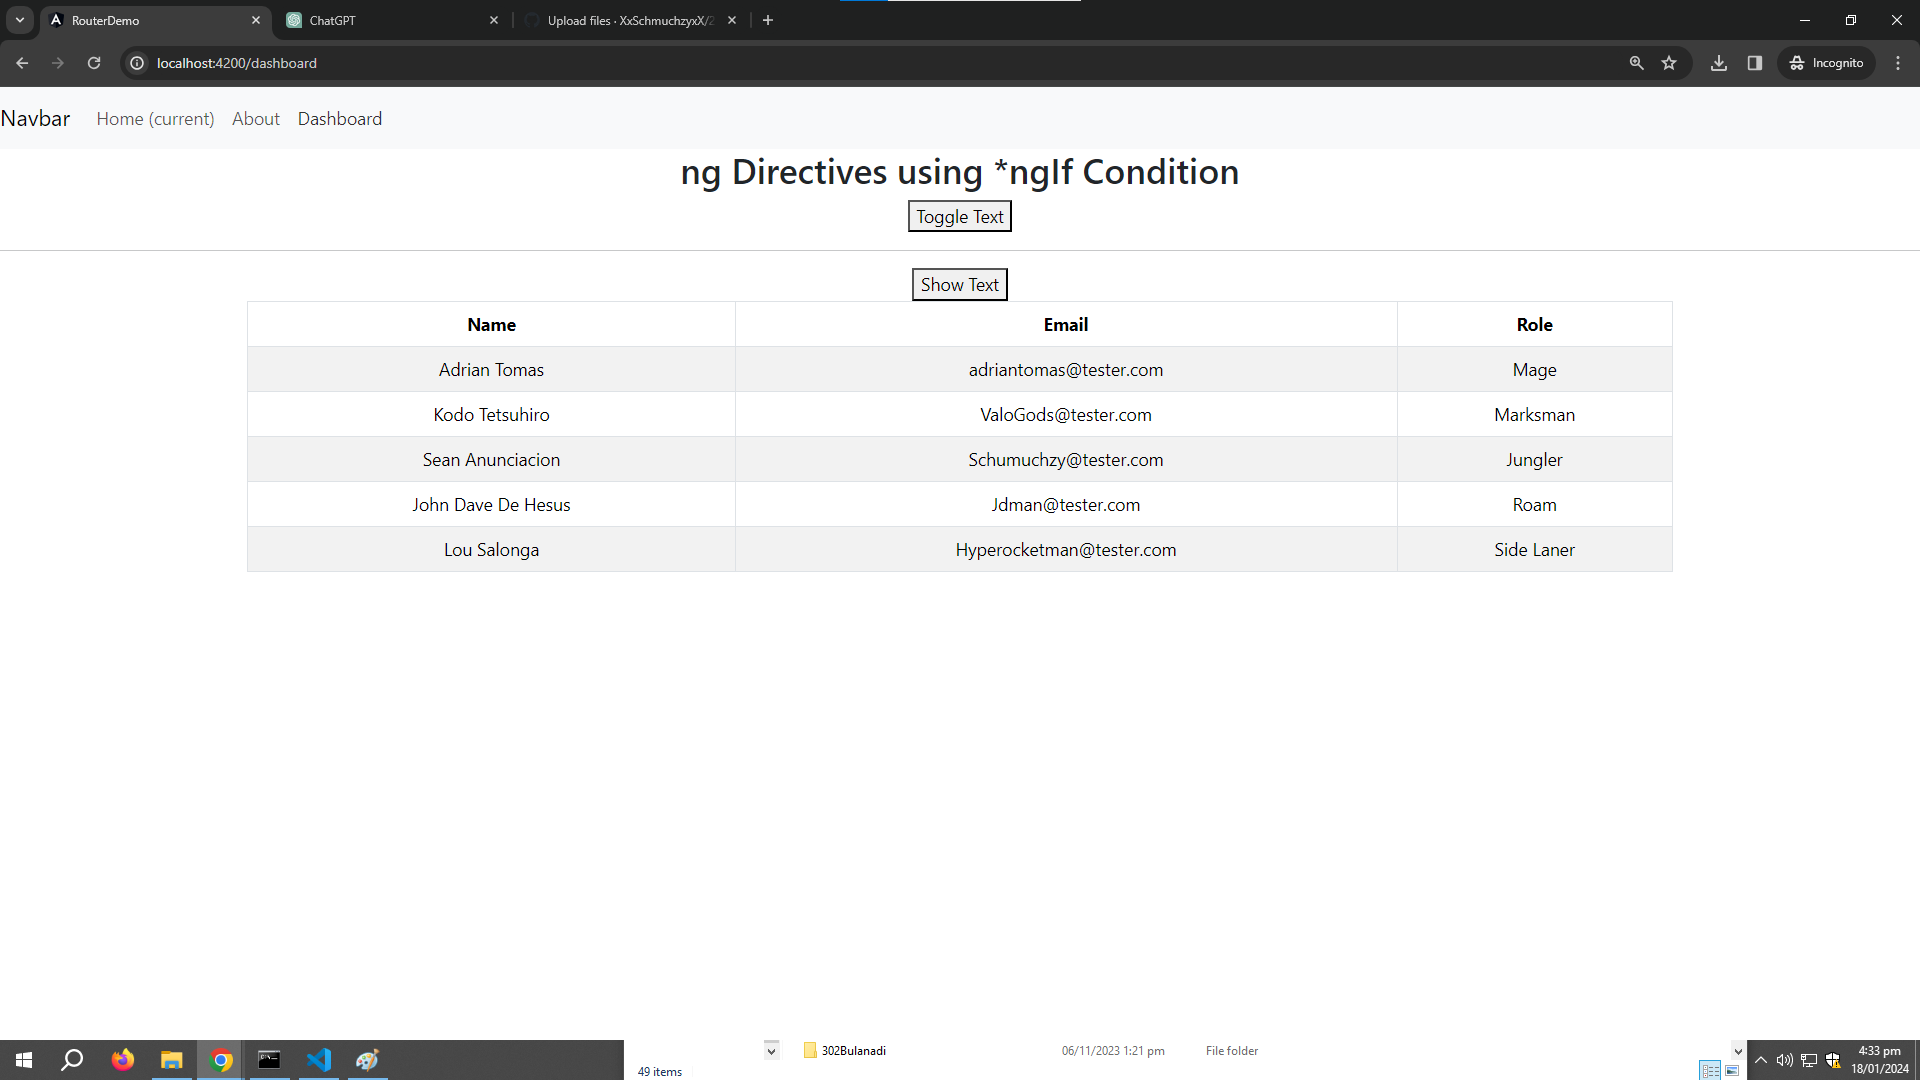 RouterDemo
ChatGPT
Upload files · XxSchmuchzyxX/2
localhost:4200/dashboard
Incognito
Navbar Home (current) About Dashboard
ng Directives using *ngIf Condition
Toggle Text
Show Text
Name Email Role
Adrian Tomas adriantomas@tester.com Mage
Kodo Tetsuhiro ValoGods@tester.com Marksman
Sean Anunciacion Schumuchzy@tester.com Jungler
John Dave De Hesus Jdman@tester.com Roam
Lou Salonga Hyperocketman@tester.com Side Laner
302Bulanadi 06/11/2023 1:21 pm File folder
49 items
4:33 pm
18/01/2024